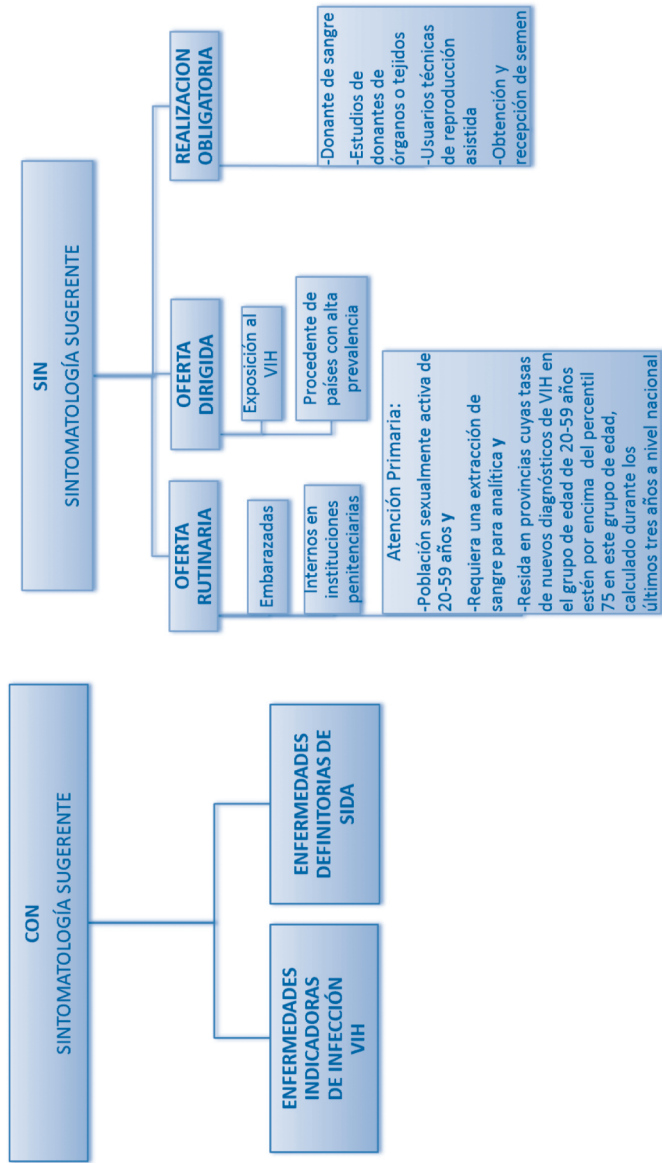 CON
SINTOMATOLOGÍA SUGERENTE
ENFERMEDADES
INDICADORAS
DE INFECCIÓN
VIH
ENFERMEDADES
DEFINITORIAS DE
SIDA
SIN
SINTOMATOLOGÍA SUGERENTE
OFERTA
RUTINARIA
Embarazadas
Internos en
instituciones
penitenciarias
Atención Primaria:
-Población sexualmente activa de
20-59 años y
-Requiera una extracción de
sangre para analítica y
-Resida en provincias cuyas tasas
de nuevos diagnósticos de VIH en
el grupo de edad de 20-59 años
estén por encima del percentil
75 en este grupo de edad,
calculado durante los
últimos tres años a nivel nacional
OFERTA
DIRIGIDA
Exposición al
VIH
Procedente de
países con alta
prevalencia
REALIZACION
OBLIGATORIA
-Donante de sangre
-Estudios de
donantes de
órganos o tejidos
-Usuarios técnicas
de reproducción
asistida
-Obtención y
recepción de semen